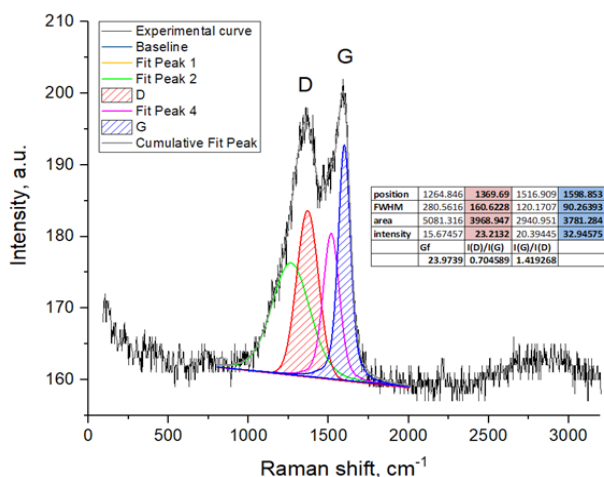 210
200
190
180
170
160
0 500 1000 1500 2000 2500 3000
Intensity, a.u.
Raman shift, cm-1
Experimental curve
Baseline
Fit Peak 1
Fit Peak 2
D
Fit Peak 4
G
Cumulative Fit Peak
D
G
position 1264.846 1369.69 1516.909 1598.853
FWHM 280.5616 160.6228 120.1707 90.26393
area 5081.316 3968.947 2940.951 3781.284
intensity 15.67457 23.2132 20.39445 32.94575
Gf I(D)/I(G) I(G)/I(D)
23.9739 0.704589 1.419268